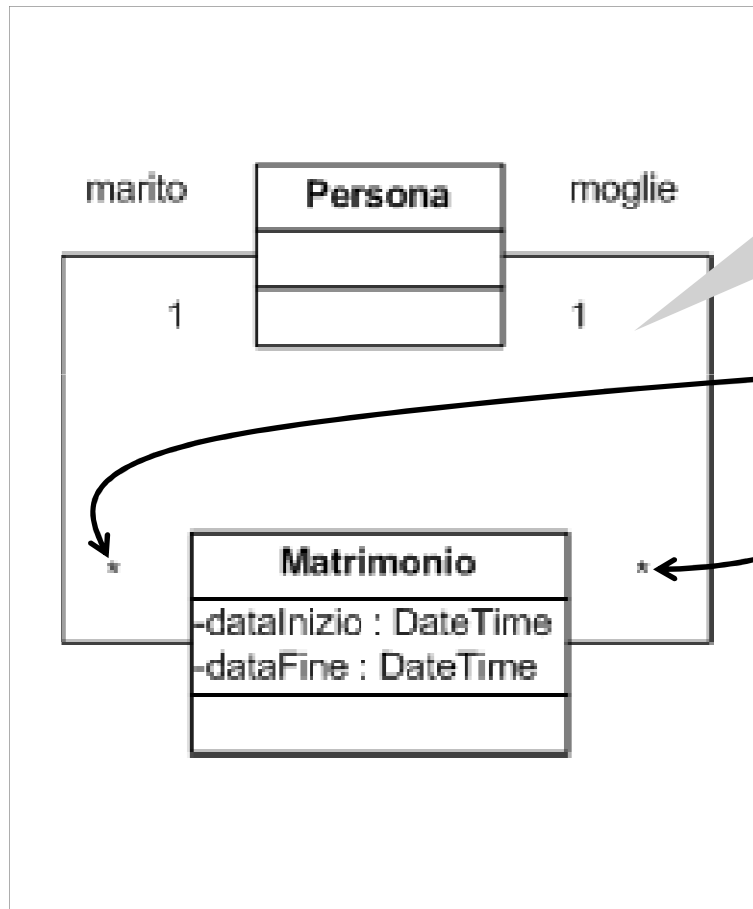 marito
Persona
moglie
1
1
*
Matrimonio
*
-dataInizio : DateTime
-dataFine : DateTime